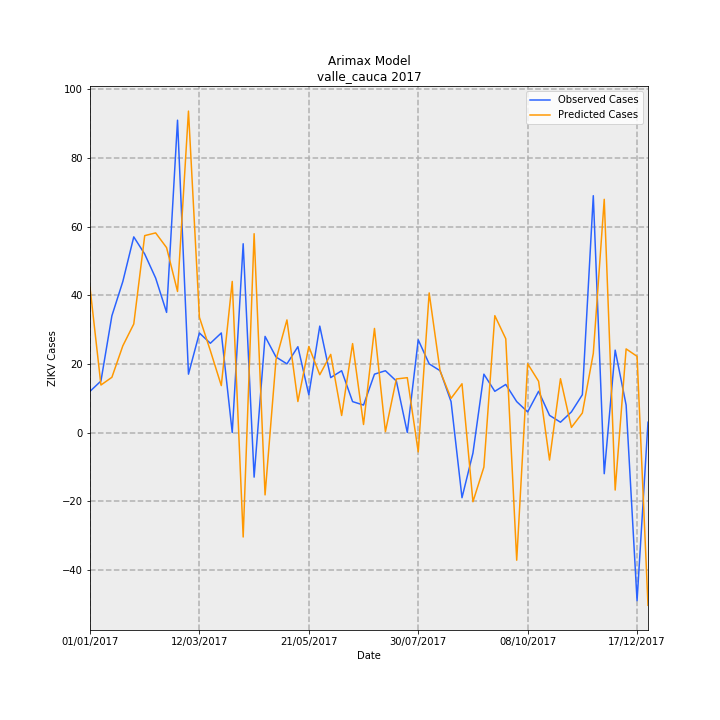 Arimax Model
valle_cauca 2017
Observed Cases
Predicted Cases
100
80
60
40
20
0
−20
−40
ZIKV Cases
01/01/2017 12/03/2017 21/05/2017 30/07/2017 08/10/2017 17/12/2017
Date